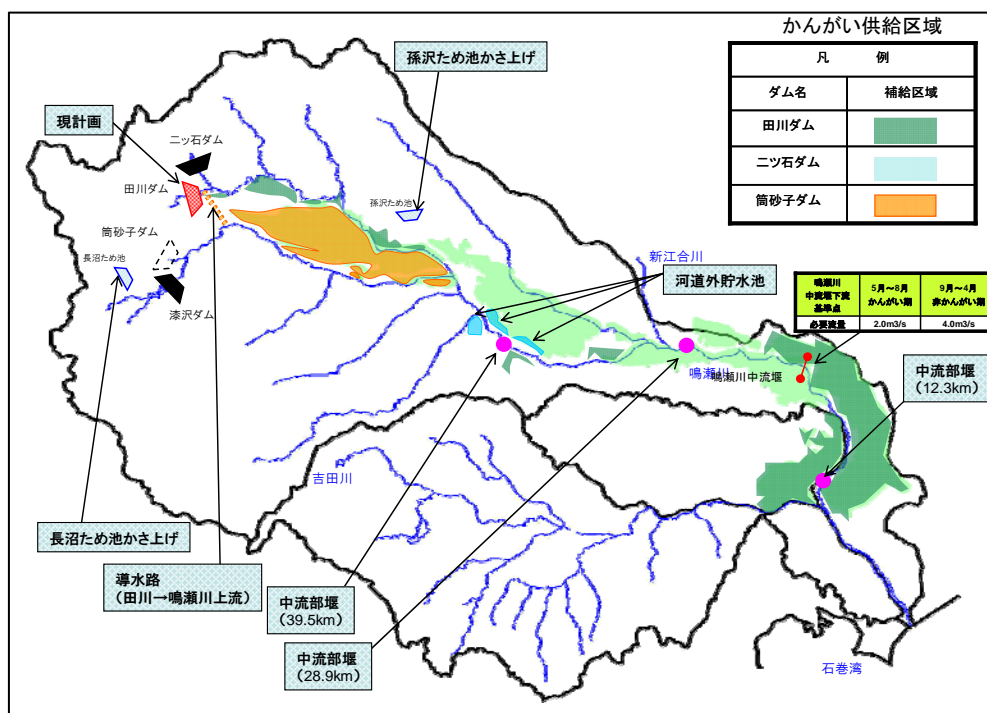 かんがい供給区域
凡　例
ダム名　補給区域
田川ダム
二ツ石ダム
筒砂子ダム
孫沢ため池かさ上げ
現計画
二ツ石ダム
田川ダム
孫沢ため池
筒砂子ダム
長沼ため池
漆沢ダム
新江合川
河道外貯水池
鳴瀬川
中流堰下流
基準点
5月～8月
かんがい期
9月～4月
非かんがい期
必要流量　2.0m3/s　4.0m3/s
鳴瀬川
鳴瀬川中流堰
中流部堰
（12.3km）
吉田川
長沼ため池かさ上げ
導水路
（田川→鳴瀬川上流）
中流部堰
（39.5km）
中流部堰
（28.9km）
石巻湾